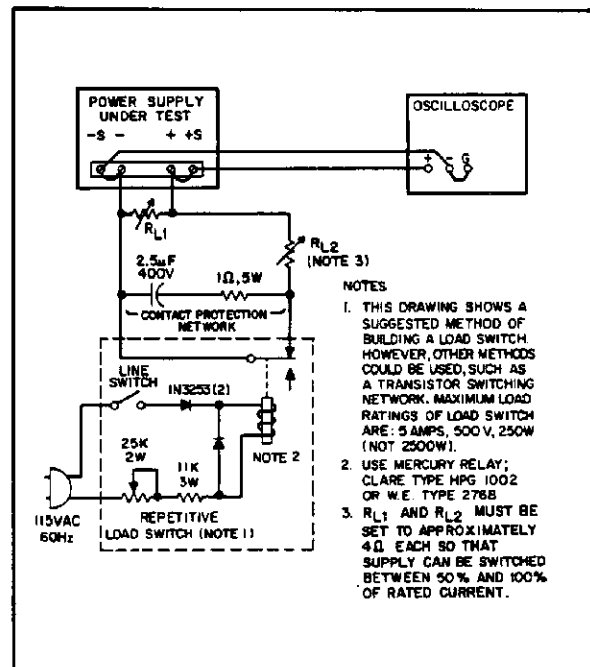 POWER SUPPLY
UNDER TEST
-S - + +S
OSCILLOSCOPE
+ - G
RL1
RL2
(NOTE 3)
2.5µF
400V
1Ω, 5W
CONTACT PROTECTION
NETWORK
LINE
SWITCH
1N3253(2)
NOTE 2
25K
2W
11K
3W
115VAC
60Hz
REPETITIVE
LOAD SWITCH (NOTE 1)
NOTES
1. THIS DRAWING SHOWS A
SUGGESTED METHOD OF
BUILDING A LOAD SWITCH.
HOWEVER, OTHER METHODS
COULD BE USED, SUCH AS
A TRANSISTOR SWITCHING
NETWORK. MAXIMUM LOAD
RATINGS OF LOAD SWITCH
ARE: 5 AMPS, 500V, 250W
(NOT 2500W).
2. USE MERCURY RELAY;
CLARE TYPE HPG 1002
OR W.E. TYPE 276B
3. RL1 AND RL2 MUST BE
SET TO APPROXIMATELY
4Ω EACH SO THAT
SUPPLY CAN BE SWITCHED
BETWEEN 50% AND 100%
OF RATED CURRENT.